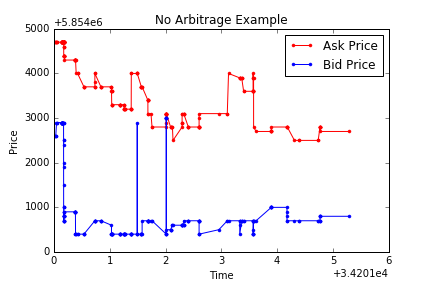 No Arbitrage Example
+5.854e6
5000
4000
3000
2000
1000
0
Price
Ask Price
Bid Price
0 1 2 3 4 5 6
Time
+3.4201e4